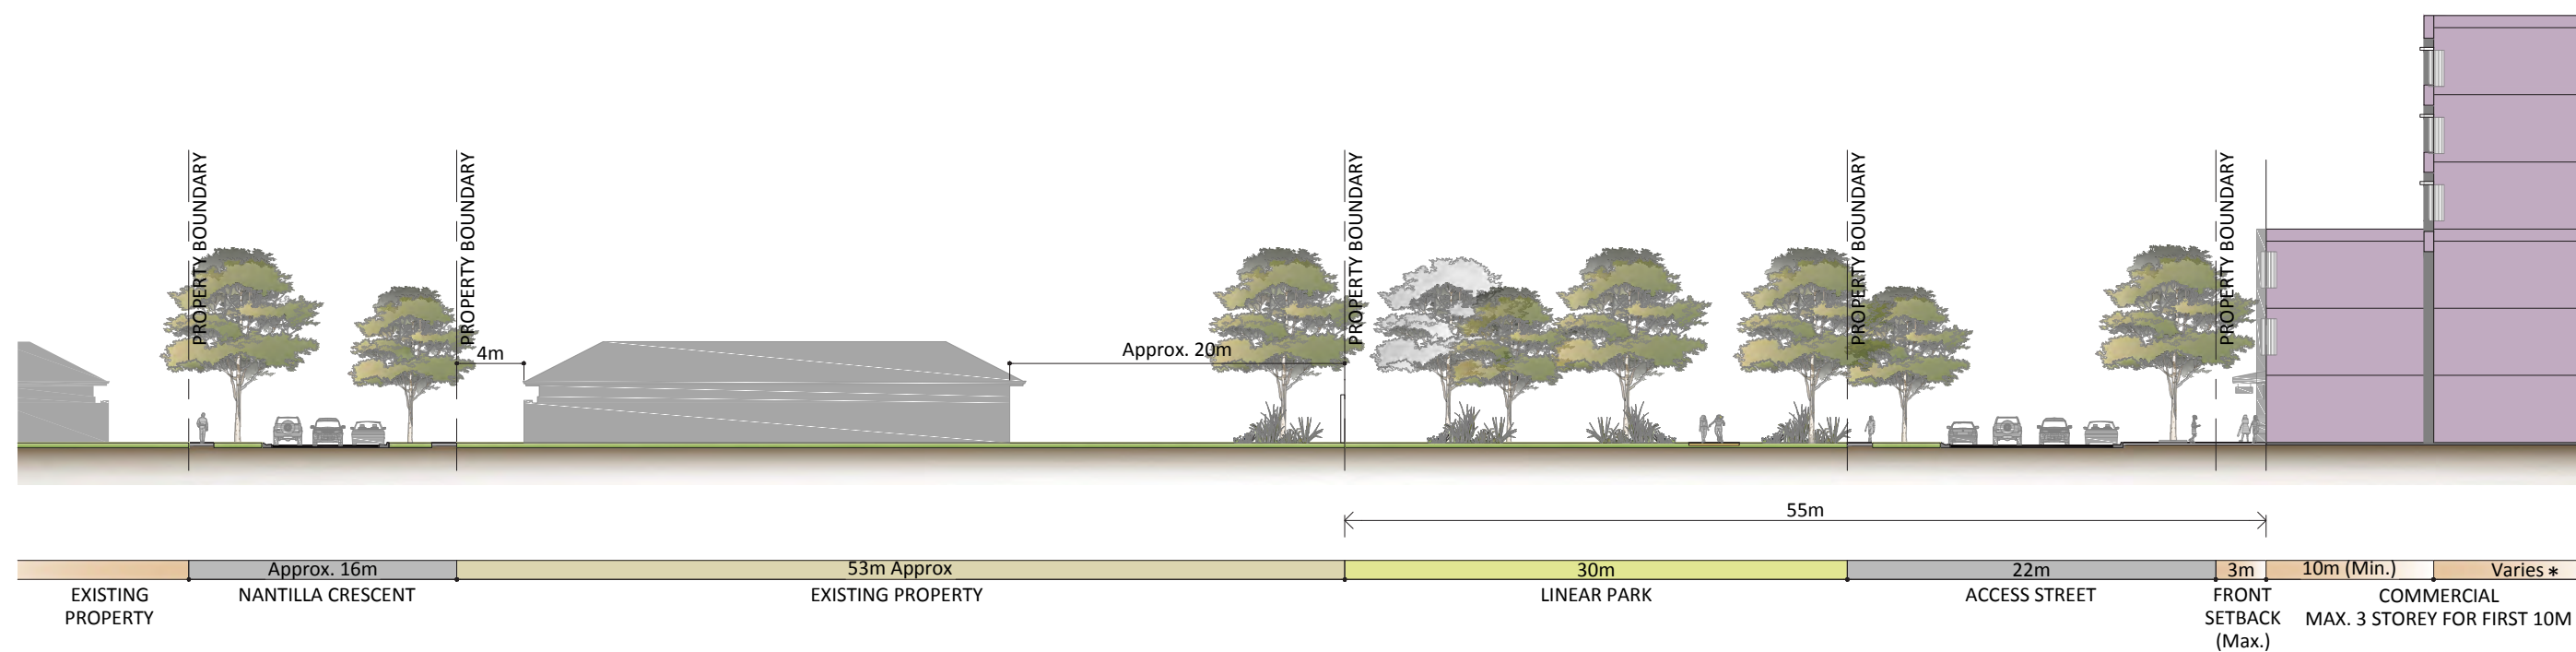 PROPERTY BOUNDARY
PROPERTY BOUNDARY
PROPERTY BOUNDARY
PROPERTY BOUNDARY
PROPERTY BOUNDARY
4m
Approx. 20m
55m
Approx. 16m
53m Approx
30m
22m
3m
10m (Min.)
Varies *
EXISTING
PROPERTY
NANTILLA CRESCENT
EXISTING PROPERTY
LINEAR PARK
ACCESS STREET
FRONT
SETBACK
(Max.)
COMMERCIAL
MAX. 3 STOREY FOR FIRST 10M